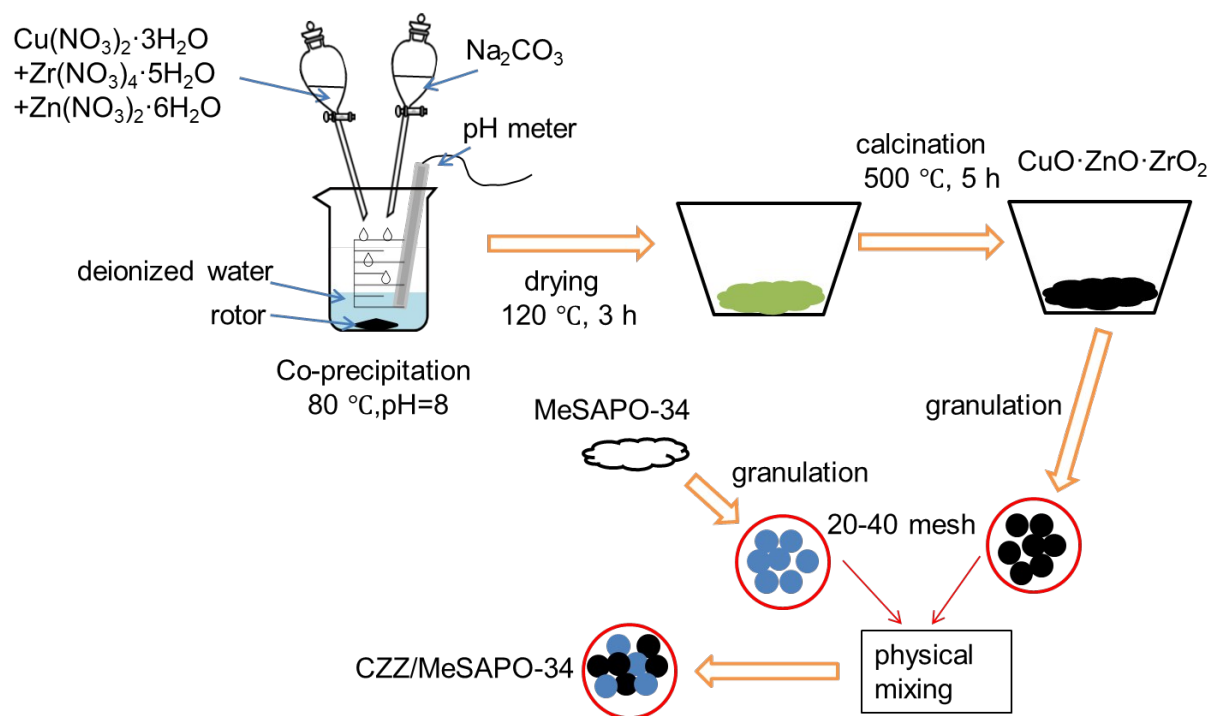 Cu(NO₃)₂·3H₂O
+Zr(NO₃)₄·5H₂O
+Zn(NO₃)₂·6H₂O
Na₂CO₃
pH meter
deionized water
rotor
Co-precipitation
80 ℃,pH=8
drying
120 ℃, 3 h
calcination
500 ℃, 5 h
CuO·ZnO·ZrO₂
granulation
MeSAPO-34
granulation
20-40 mesh
physical
mixing
CZZ/MeSAPO-34